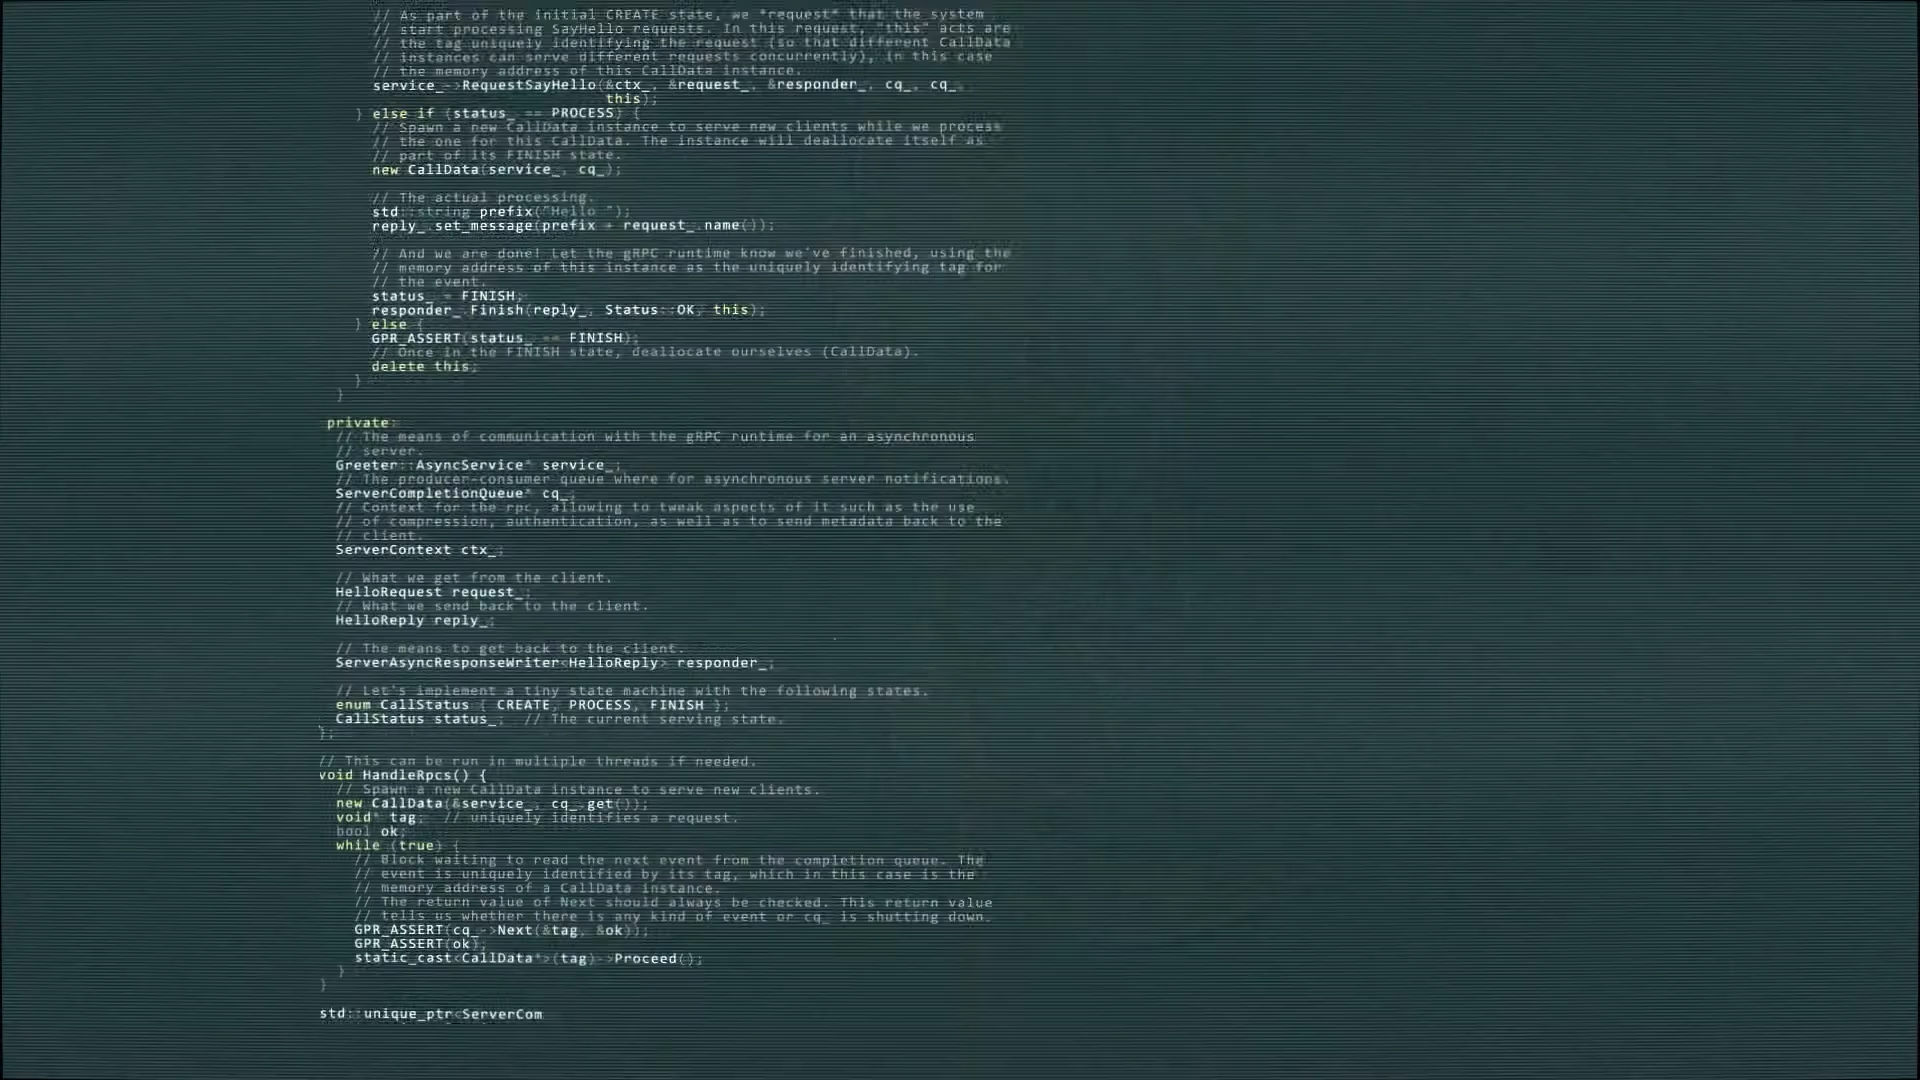 // As part of the initial CREATE state, we *request* that the system
// start processing SayHello requests. In this request, "this" acts are
// the tag uniquely identifying the request (so that different CallData
// instances can serve different requests concurrently), in this case
// the memory address of this CallData instance.
service_->RequestSayHello(&ctx_, &request_, &responder_, cq_, cq_,
this);
} else if (status_ == PROCESS) {
// Spawn a new CallData instance to serve new clients while we process
// the one for this CallData. The instance will deallocate itself as
// part of its FINISH state.
new CallData(service_, cq_);
// The actual processing.
std::string prefix("Hello ");
reply_.set_message(prefix + request_.name());
// And we are done! Let the gRPC runtime know we've finished, using the
// memory address of this instance as the uniquely identifying tag for
// the event.
status_ = FINISH;
responder_.Finish(reply_, Status::OK, this);
} else {
GPR_ASSERT(status_ == FINISH);
// Once in the FINISH state, deallocate ourselves (CallData).
delete this;
}
}
private:
// The means of communication with the gRPC runtime for an asynchronous
// server.
Greeter::AsyncService* service_;
// The producer-consumer queue where for asynchronous server notifications.
ServerCompletionQueue* cq_;
// Context for the rpc, allowing to tweak aspects of it such as the use
// of compression, authentication, as well as to send metadata back to the
// client.
ServerContext ctx_;
// What we get from the client.
HelloRequest request_;
// What we send back to the client.
HelloReply reply_;
// The means to get back to the client.
ServerAsyncResponseWriter<HelloReply> responder_;
// Let's implement a tiny state machine with the following states.
enum CallStatus { CREATE, PROCESS, FINISH };
CallStatus status_;  // The current serving state.
};
// This can be run in multiple threads if needed.
void HandleRpcs() {
// Spawn a new CallData instance to serve new clients.
new CallData(&service_, cq_.get());
void* tag;  // uniquely identifies a request.
bool ok;
while (true) {
// Block waiting to read the next event from the completion queue. The
// event is uniquely identified by its tag, which in this case is the
// memory address of a CallData instance.
// The return value of Next should always be checked. This return value
// tells us whether there is any kind of event or cq_ is shutting down.
GPR_ASSERT(cq_->Next(&tag, &ok));
GPR_ASSERT(ok);
static_cast<CallData*>(tag)->Proceed();
}
}
std::unique_ptr<ServerCom